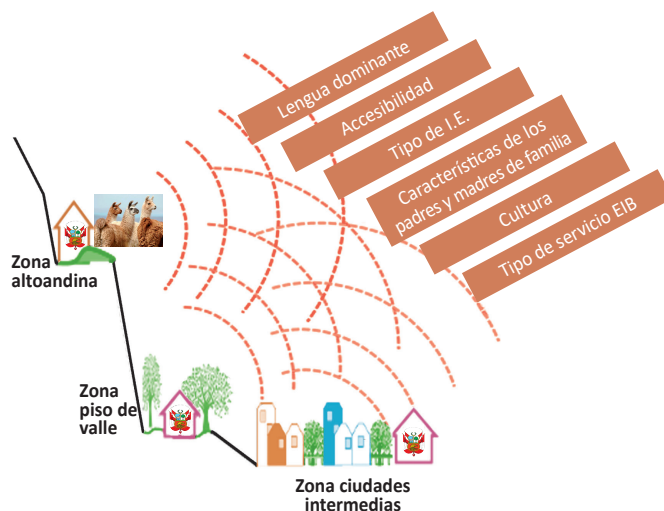 Lengua dominante
Accesibilidad
Tipo de I.E.
Características de los
padres y madres de familia
Cultura
Tipo de servicio EIB
Zona
altoandina
Zona
piso de
valle
Zona ciudades
intermedias